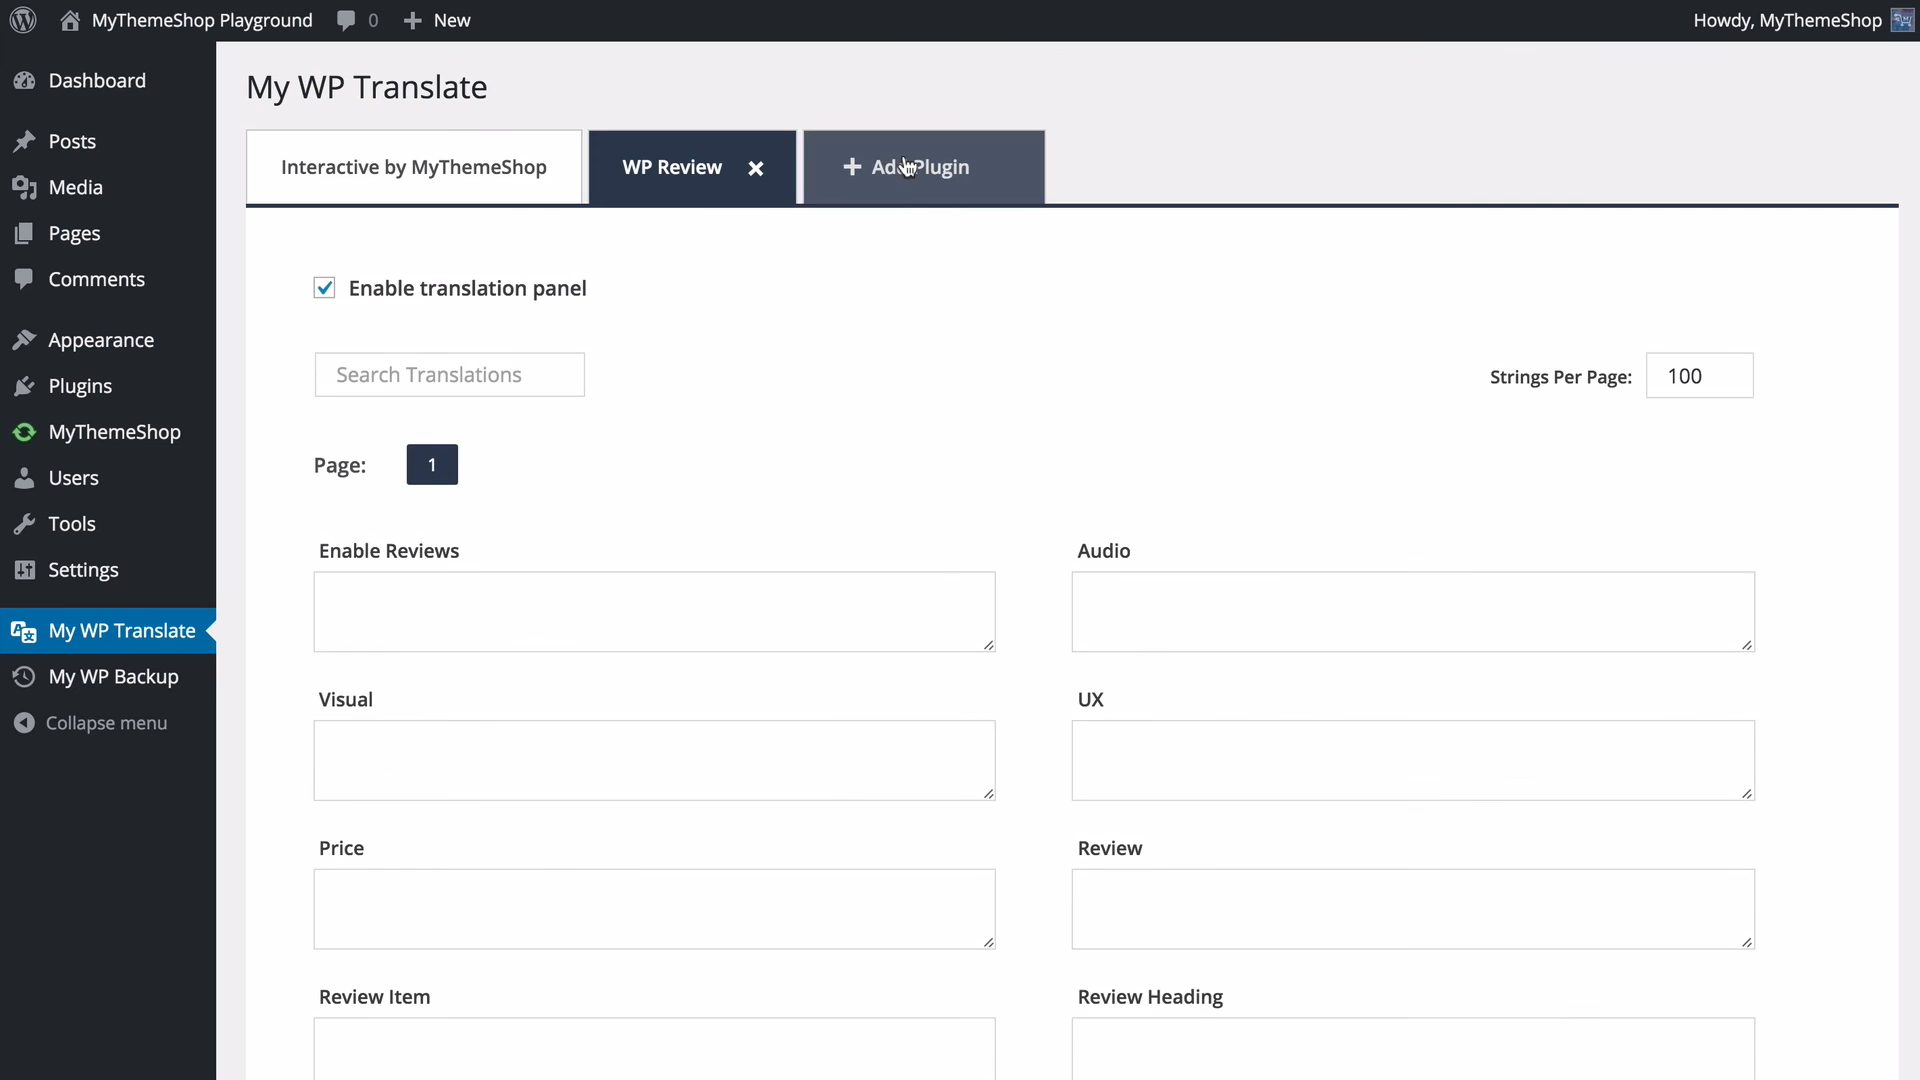 MyThemeShop Playground
0
New
Howdy, MyThemeShop
Dashboard
Posts
Media
Pages
Comments
Appearance
Plugins
MyThemeShop
Users
Tools
Settings
My WP Translate
My WP Backup
Collapse menu
My WP Translate
Interactive by MyThemeShop
WP Review
Add Plugin
Enable translation panel
Search Translations
Strings Per Page: 100
Page: 1
Enable Reviews
Audio
Visual
UX
Price
Review
Review Item
Review Heading